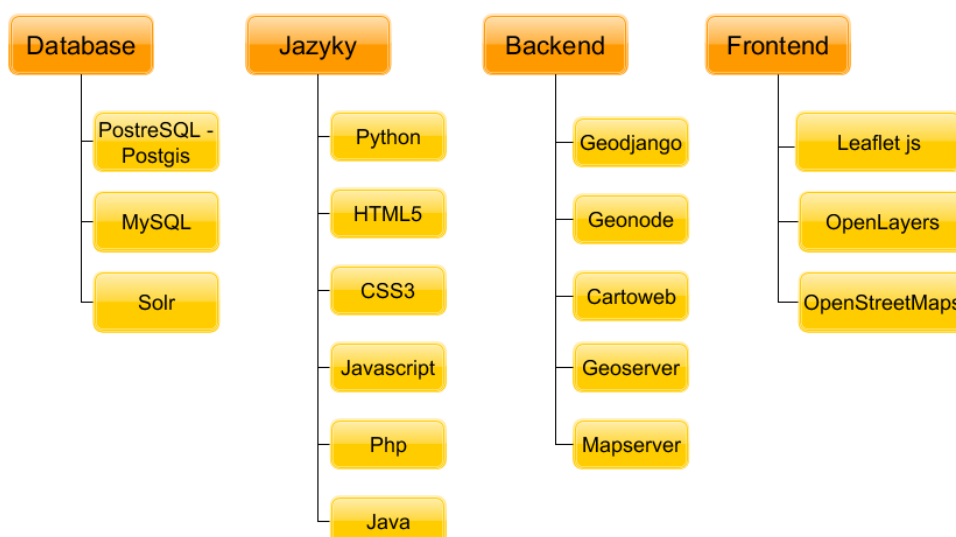 Database
PostreSQL -
Postgis
MySQL
Solr
Jazyky
Python
HTML5
CSS3
Javascript
Php
Java
Backend
Geodjango
Geonode
Cartoweb
Geoserver
Mapserver
Frontend
Leaflet js
OpenLayers
OpenStreetMaps